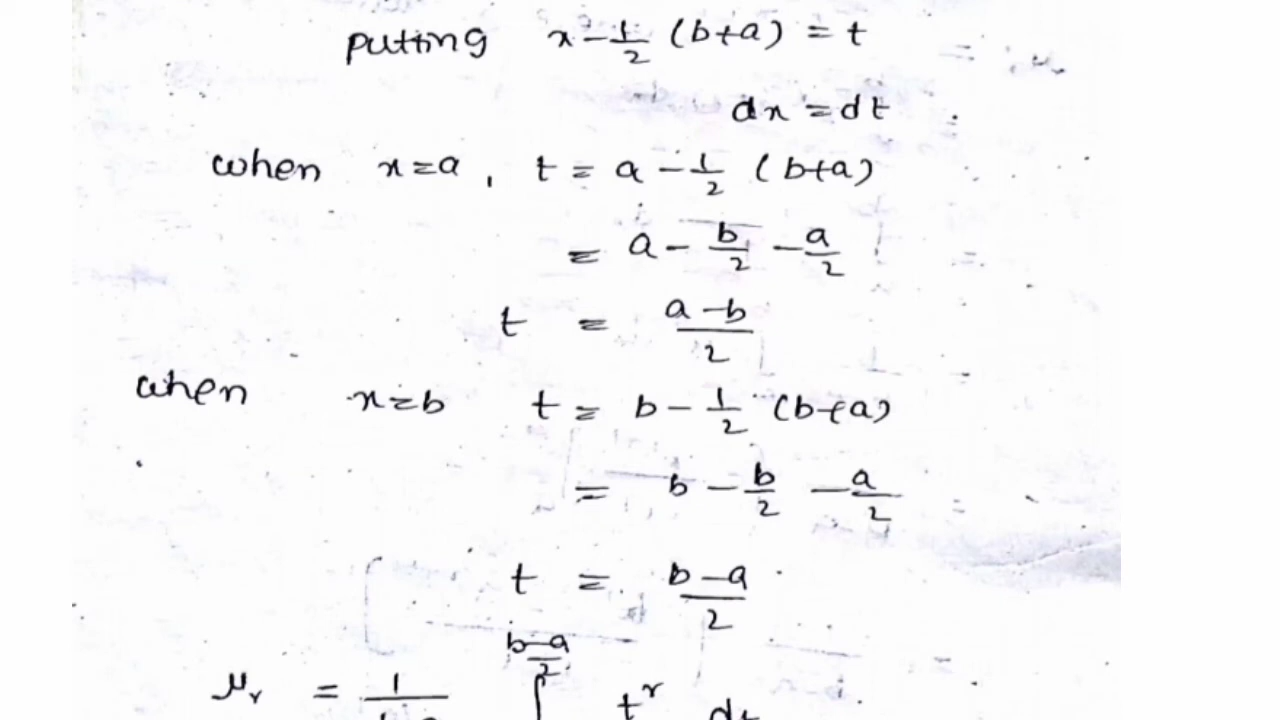 putting x - 1/2 (b+a) = t
dx = dt
when x=a, t = a - 1/2 (b+a)
= a - b/2 - a/2
t = (a-b)/2
when x=b t = b - 1/2 (b+a)
= b - b/2 - a/2
t = (b-a)/2
μr = 1/ ∫ (b-a)/2 t^r dt